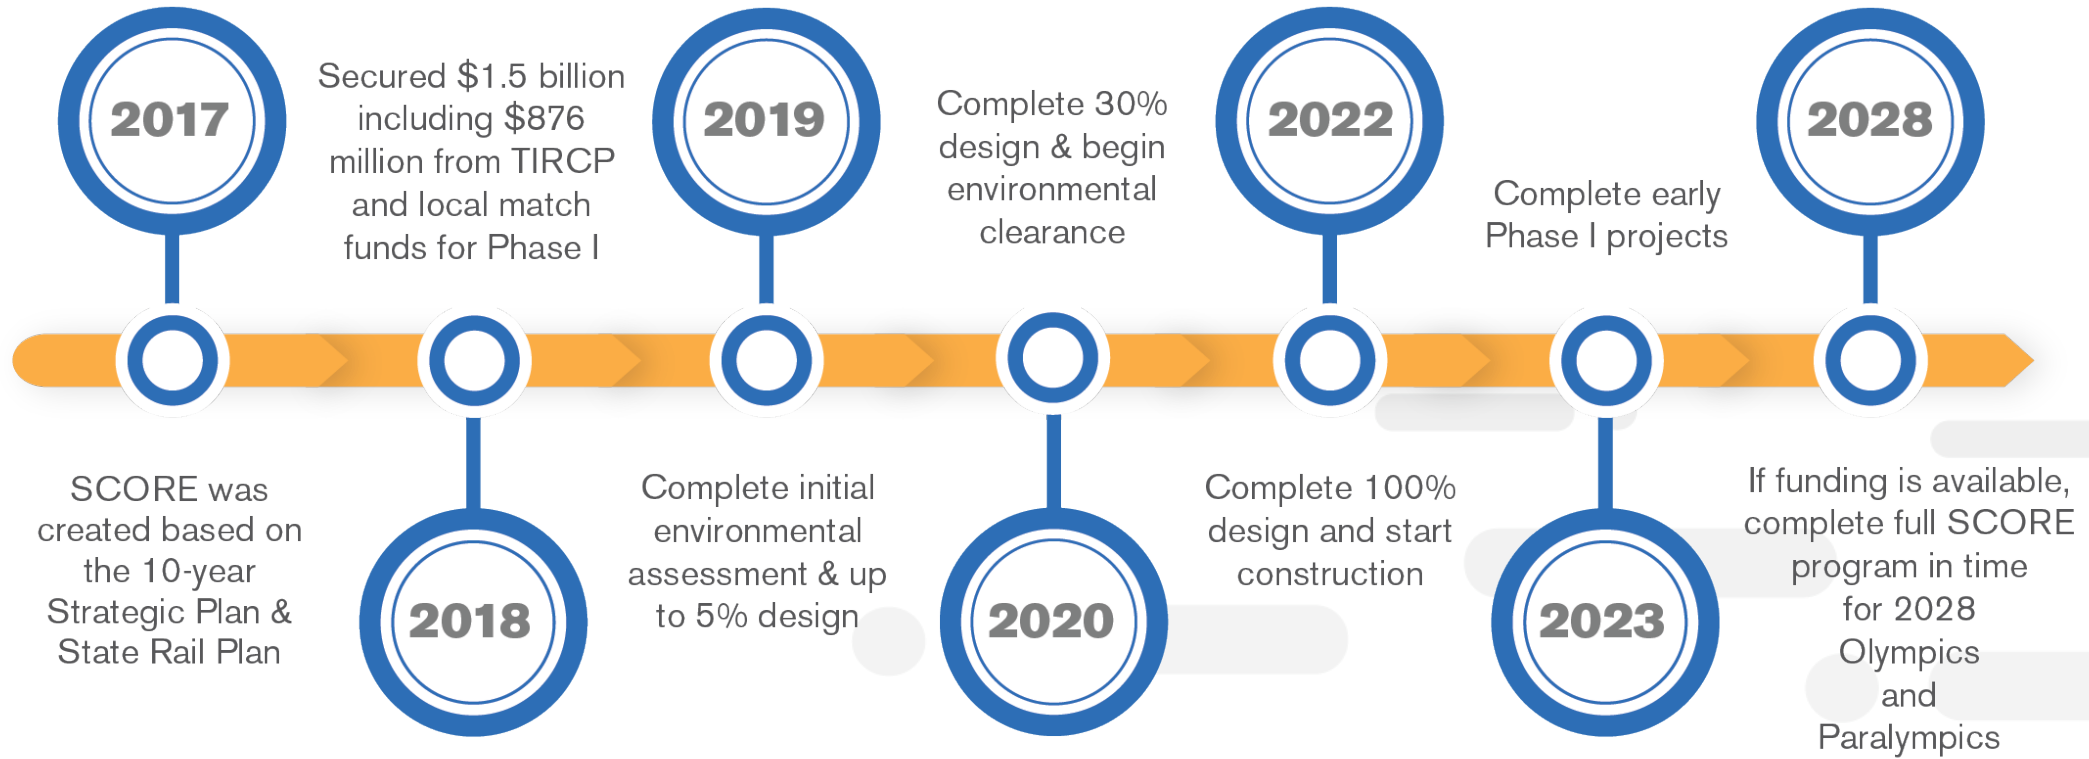 2017
SCORE was
created based on
the 10-year
Strategic Plan &
State Rail Plan
Secured $1.5 billion
including $876
million from TIRCP
and local match
funds for Phase I
2018
2019
Complete initial
environmental
assessment & up
to 5% design
Complete 30%
design & begin
environmental
clearance
2020
2022
Complete 100%
design and start
construction
Complete early
Phase I projects
2023
2028
If funding is available,
complete full SCORE
program in time
for 2028
Olympics
and
Paralympics